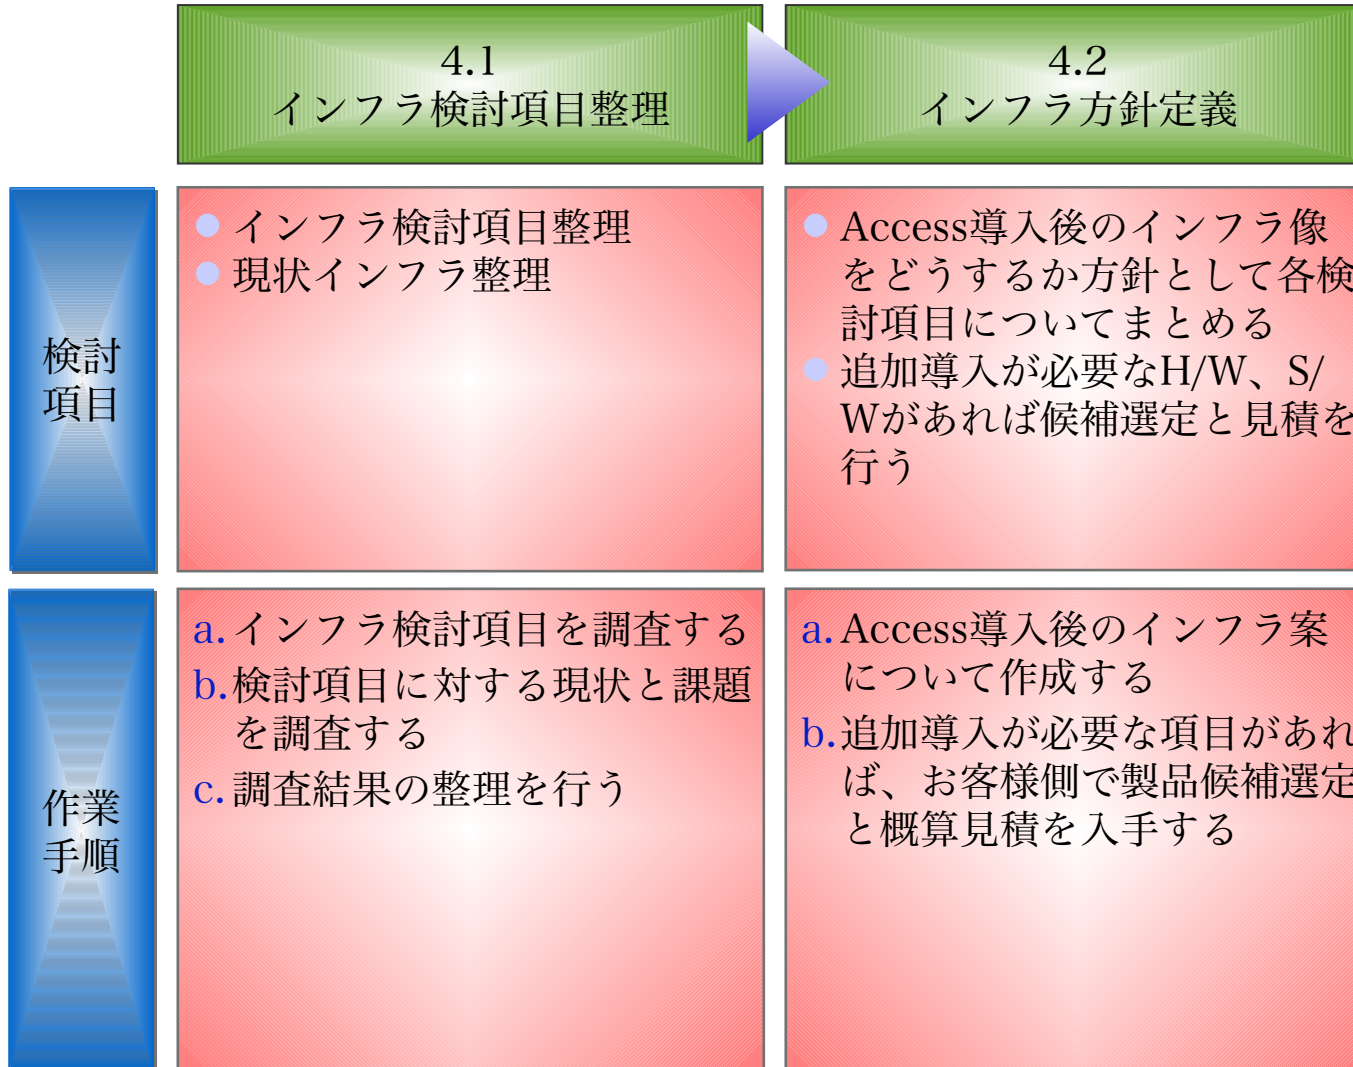 4.1
インフラ検討項目整理
4.2
インフラ方針定義
検討
項目
● インフラ検討項目整理
● 現状インフラ整理
● Access導入後のインフラ像
をどうするか方針として各検
討項目についてまとめる
● 追加導入が必要なH/W、S/
Wがあれば候補選定と見積を
行う
作業
手順
a. インフラ検討項目を調査する
b. 検討項目に対する現状と課題
を調査する
c. 調査結果の整理を行う
a. Access導入後のインフラ案
について作成する
b. 追加導入が必要な項目があれ
ば、お客様側で製品候補選定
と概算見積を入手する